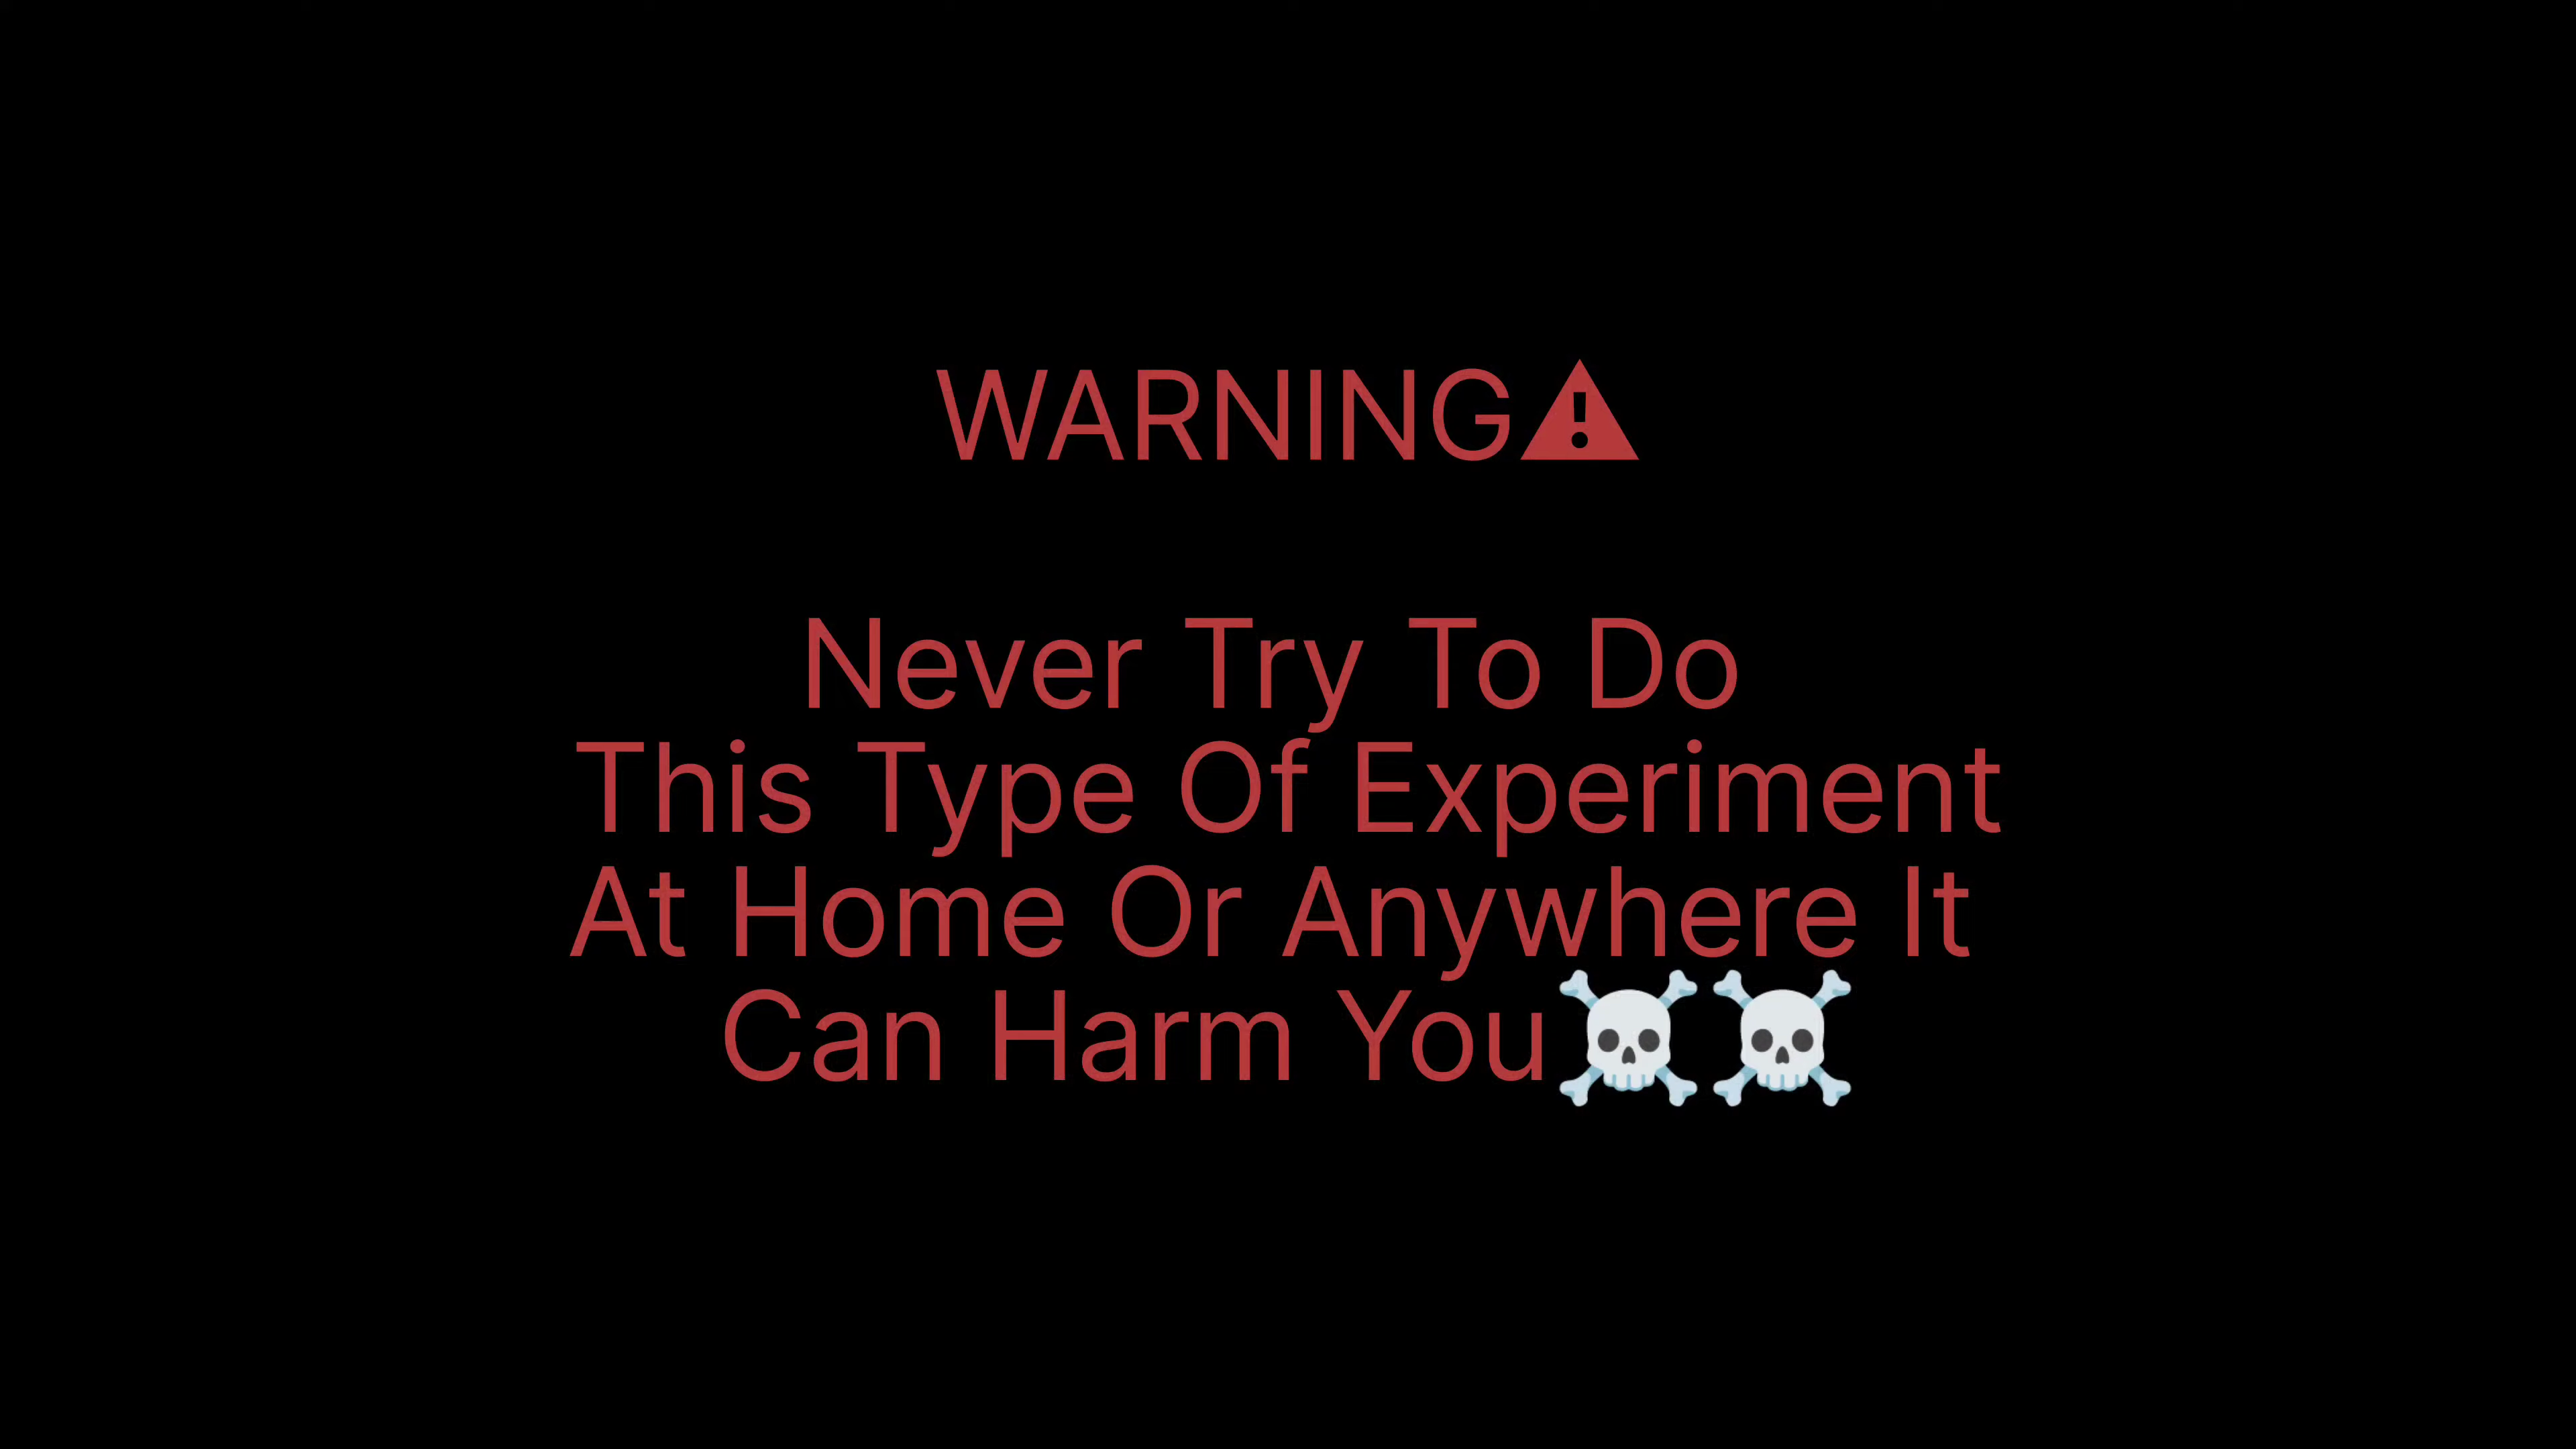 WARNING⚠
Never Try To Do
This Type Of Experiment
At Home Or Anywhere It
Can Harm You☠️☠️